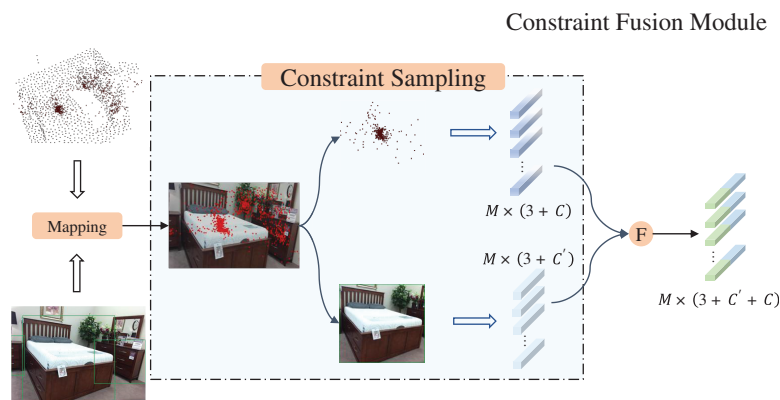 Constraint Fusion Module
Constraint Sampling
Mapping
M × (3 + C)
M × (3 + C′)
F
M × (3 + C′ + C)